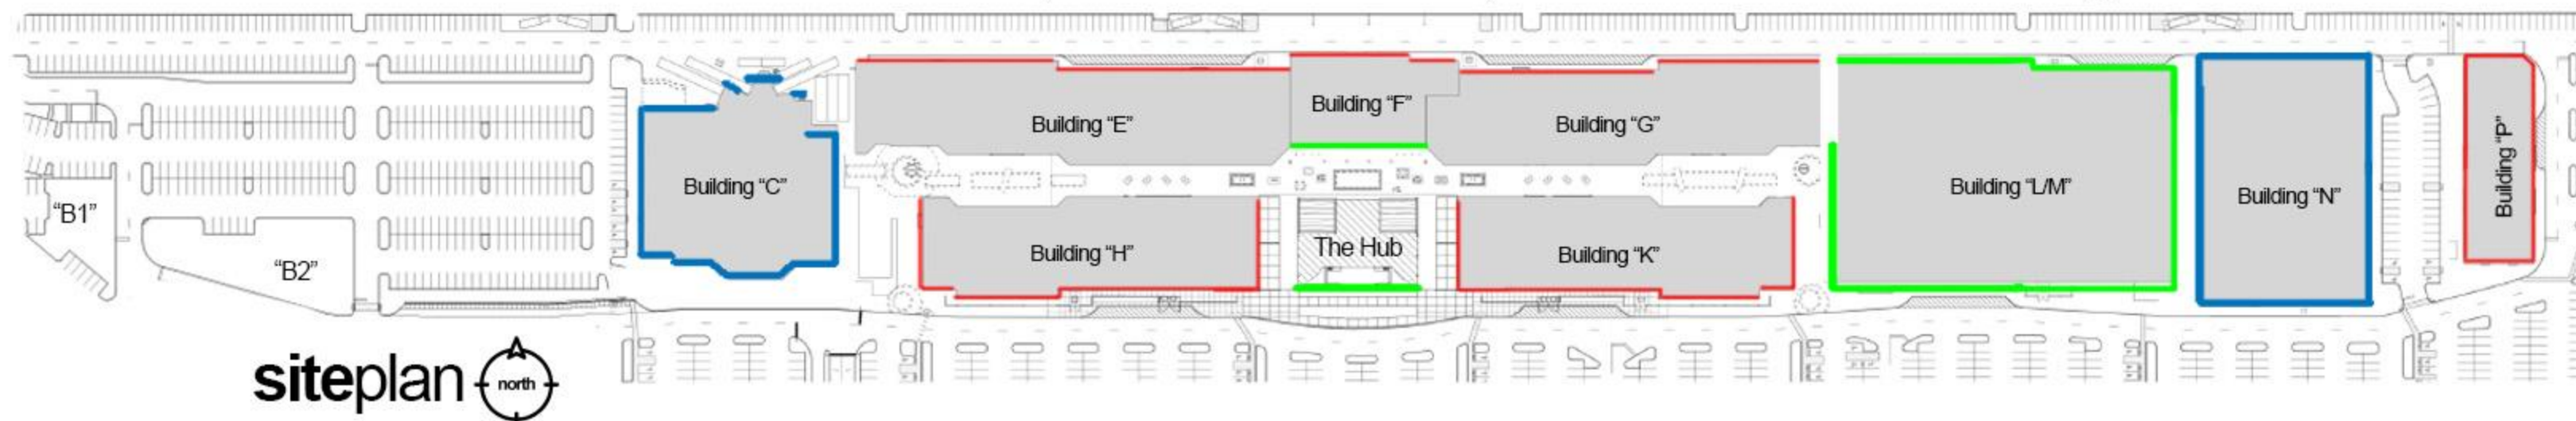 Building “E”
Building “F”
Building “G”
Building “C”
Building “L/M”
Building “N”
Building “P”
“B1”
“B2”
Building “H”
The Hub
Building “K”
siteplan
north